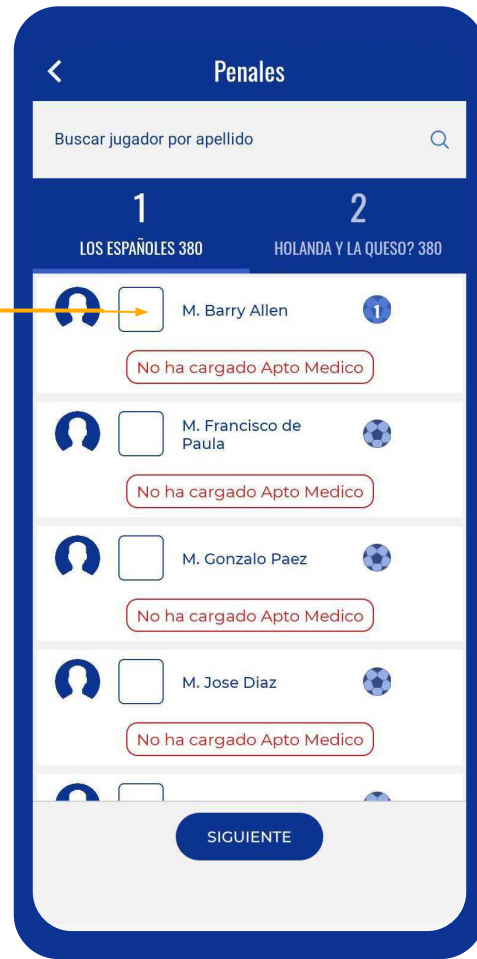 Penales
Buscar jugador por apellido
1
LOS ESPAÑOLES 380
2
HOLANDA Y LA QUESO? 380
M. Barry Allen
1
No ha cargado Apto Medico
M. Francisco de
Paula
No ha cargado Apto Medico
M. Gonzalo Paez
No ha cargado Apto Medico
M. Jose Diaz
No ha cargado Apto Medico
SIGUIENTE